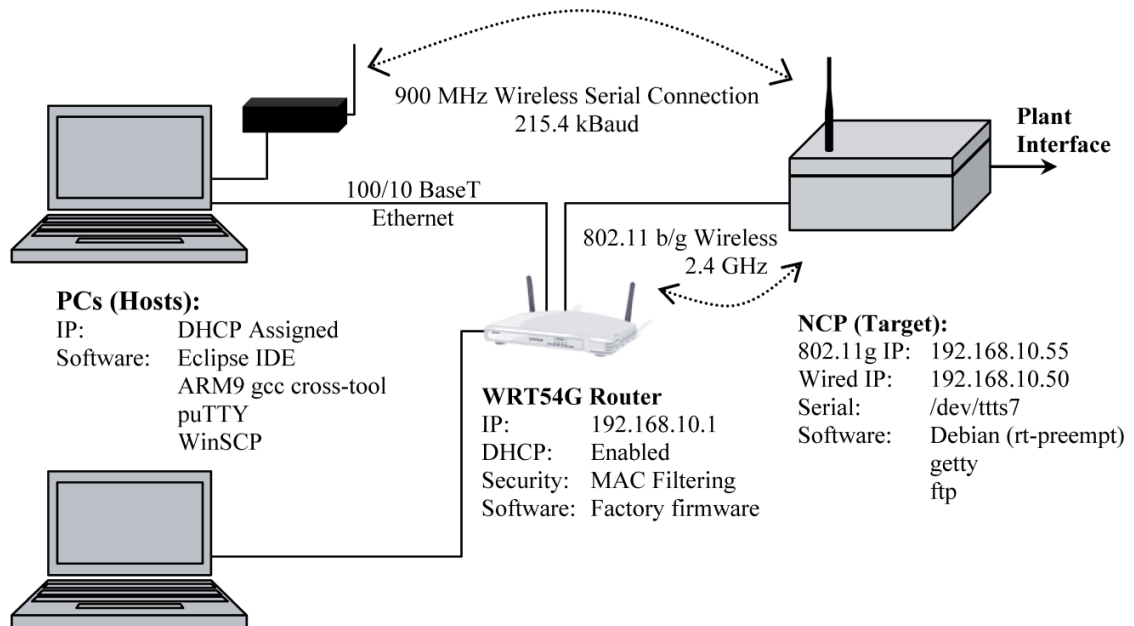 900 MHz Wireless Serial Connection
215.4 kBaud
Plant
Interface
100/10 BaseT
Ethernet
802.11 b/g Wireless
2.4 GHz
PCs (Hosts):
IP: DHCP Assigned
Software: Eclipse IDE
ARM9 gcc cross-tool
puTTY
WinSCP
WRT54G Router
IP: 192.168.10.1
DHCP: Enabled
Security: MAC Filtering
Software: Factory firmware
NCP (Target):
802.11g IP: 192.168.10.55
Wired IP: 192.168.10.50
Serial: /dev/ttts7
Software: Debian (rt-preempt)
getty
ftp